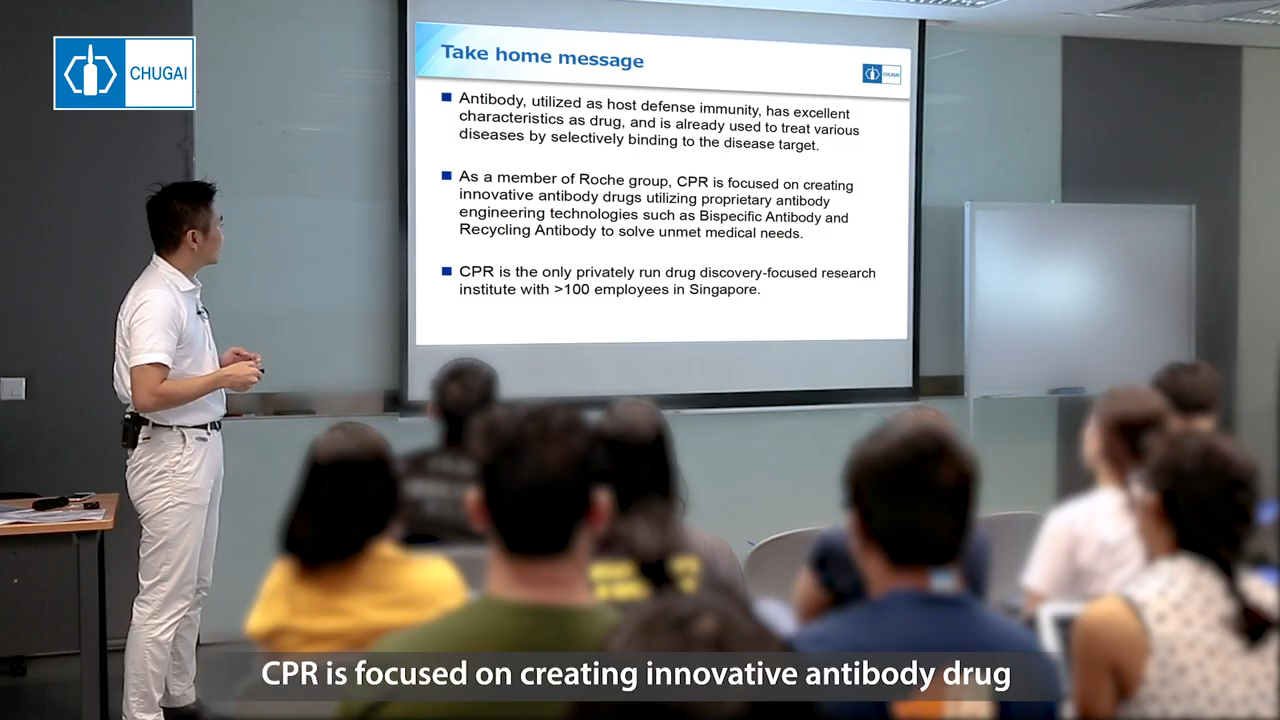 CHUGAI
Take home message
CHUGAI
Antibody, utilized as host defense immunity, has excellent
characteristics as drug, and is already used to treat various
diseases by selectively binding to the disease target.
As a member of Roche group, CPR is focused on creating
innovative antibody drugs utilizing proprietary antibody
engineering technologies such as Bispecific Antibody and
Recycling Antibody to solve unmet medical needs.
CPR is the only privately run drug discovery-focused research
institute with >100 employees in Singapore.
CPR is focused on creating innovative antibody drug